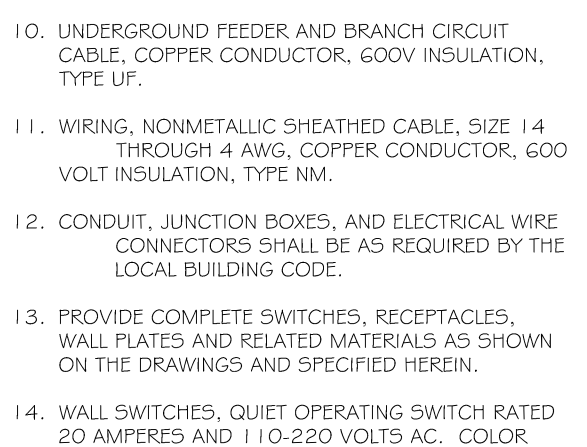 10. UNDERGROUND FEEDER AND BRANCH CIRCUIT
CABLE, COPPER CONDUCTOR, 600V INSULATION,
TYPE UF.
11. WIRING, NONMETALLIC SHEATHED CABLE, SIZE 14
THROUGH 4 AWG, COPPER CONDUCTOR, 600
VOLT INSULATION, TYPE NM.
12. CONDUIT, JUNCTION BOXES, AND ELECTRICAL WIRE
CONNECTORS SHALL BE AS REQUIRED BY THE
LOCAL BUILDING CODE.
13. PROVIDE COMPLETE SWITCHES, RECEPTACLES,
WALL PLATES AND RELATED MATERIALS AS SHOWN
ON THE DRAWINGS AND SPECIFIED HEREIN.
14. WALL SWITCHES, QUIET OPERATING SWITCH RATED
20 AMPERES AND 110-220 VOLTS AC. COLOR